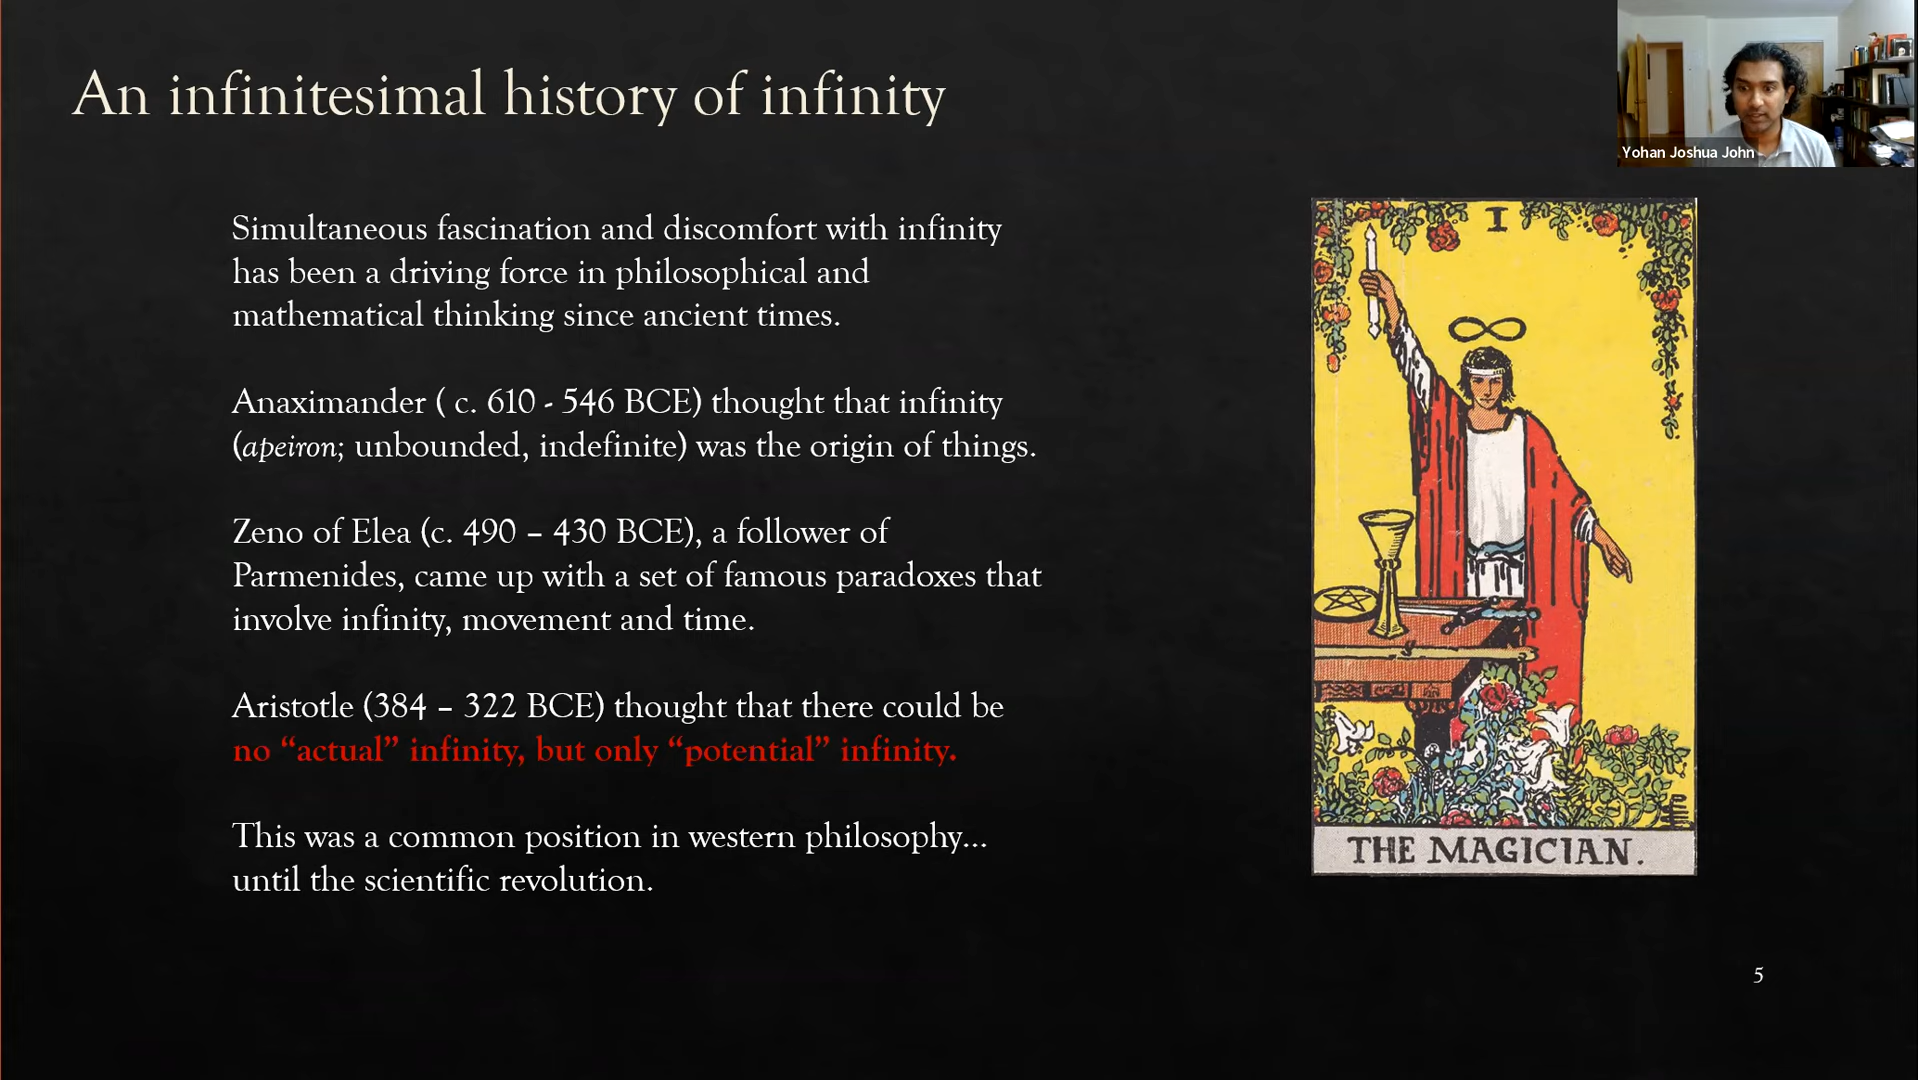 An infinitesimal history of infinity
Yohan Joshua John
Simultaneous fascination and discomfort with infinity
has been a driving force in philosophical and
mathematical thinking since ancient times.
Anaximander ( c. 610 - 546 BCE) thought that infinity
(apeiron; unbounded, indefinite) was the origin of things.
Zeno of Elea (c. 490 – 430 BCE), a follower of
Parmenides, came up with a set of famous paradoxes that
involve infinity, movement and time.
Aristotle (384 – 322 BCE) thought that there could be
no “actual” infinity, but only “potential” infinity.
This was a common position in western philosophy...
until the scientific revolution.
I
THE MAGICIAN.
5